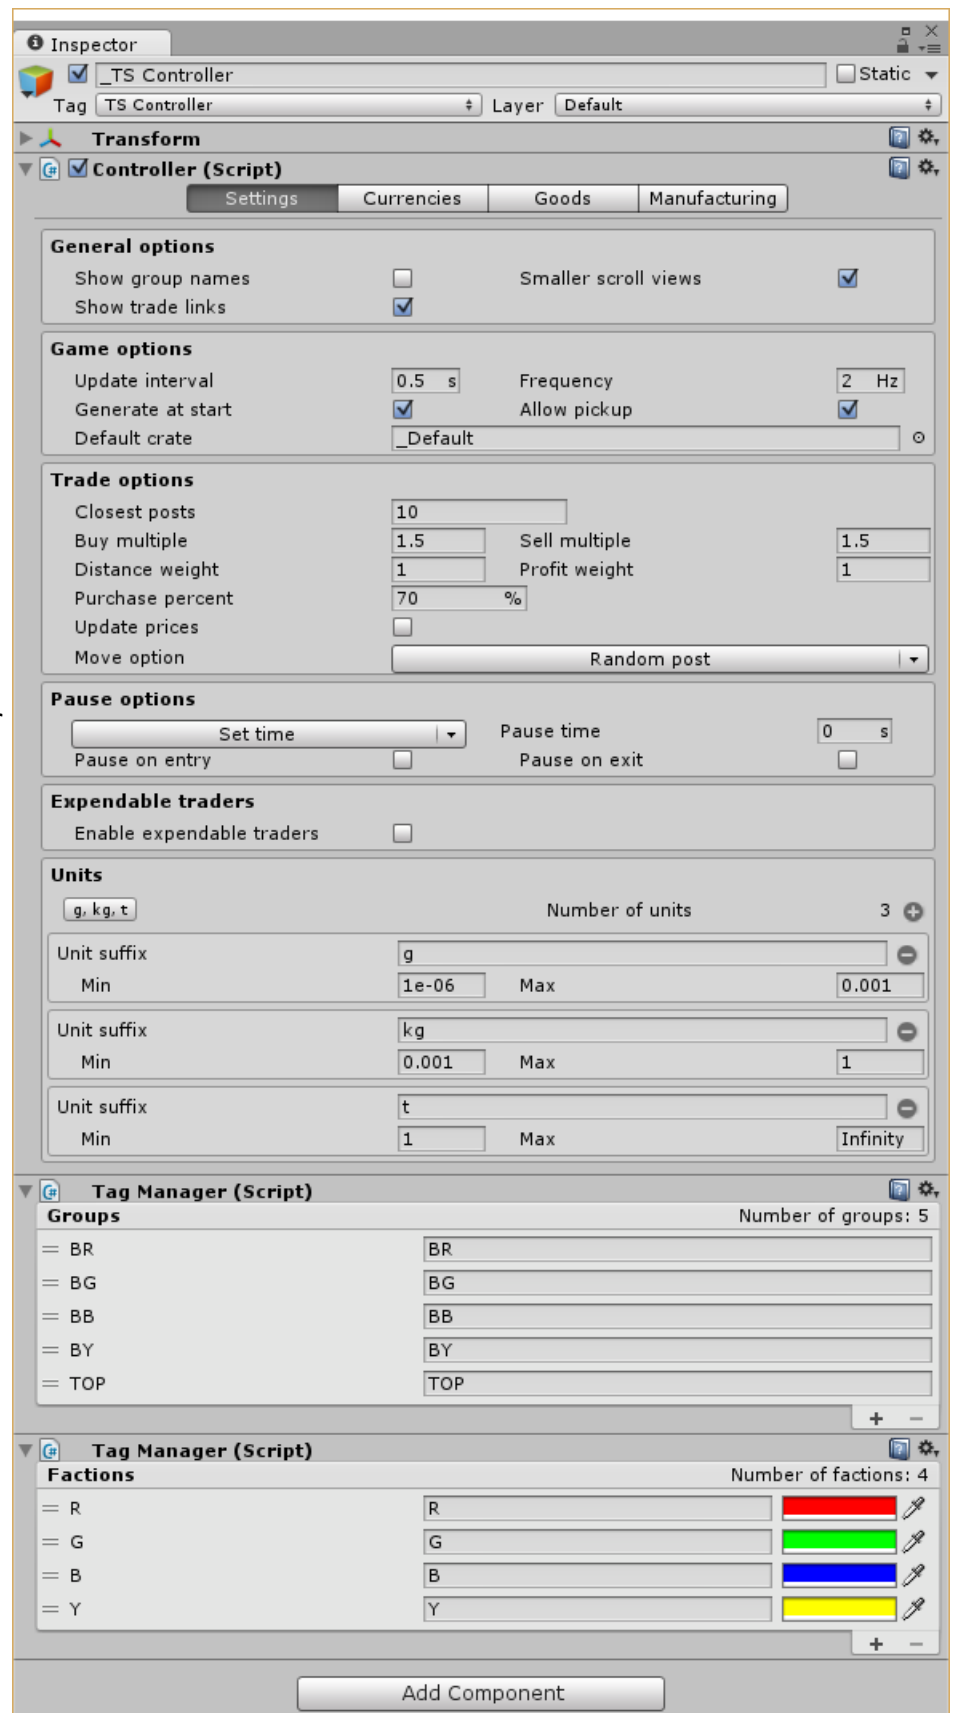 Inspector
_TS Controller Static
Tag TS Controller Layer Default
Transform
Controller (Script)
Settings Currencies Goods Manufacturing
General options
Show group names Smaller scroll views
Show trade links
Game options
Update interval 0.5 s Frequency 2 Hz
Generate at start Allow pickup
Default crate _Default
Trade options
Closest posts 10
Buy multiple 1.5 Sell multiple 1.5
Distance weight 1 Profit weight 1
Purchase percent 70 %
Update prices
Move option Random post
Pause options
Set time Pause time 0 s
Pause on entry Pause on exit
Expendable traders
Enable expendable traders
Units
g, kg, t Number of units 3
Unit suffix g
Min 1e-06 Max 0.001
Unit suffix kg
Min 0.001 Max 1
Unit suffix t
Min 1 Max Infinity
Tag Manager (Script)
Groups Number of groups: 5
BR BR
BG BG
BB BB
BY BY
TOP TOP
+ −
Tag Manager (Script)
Factions Number of factions: 4
R R
G G
B B
Y Y
+ −
Add Component